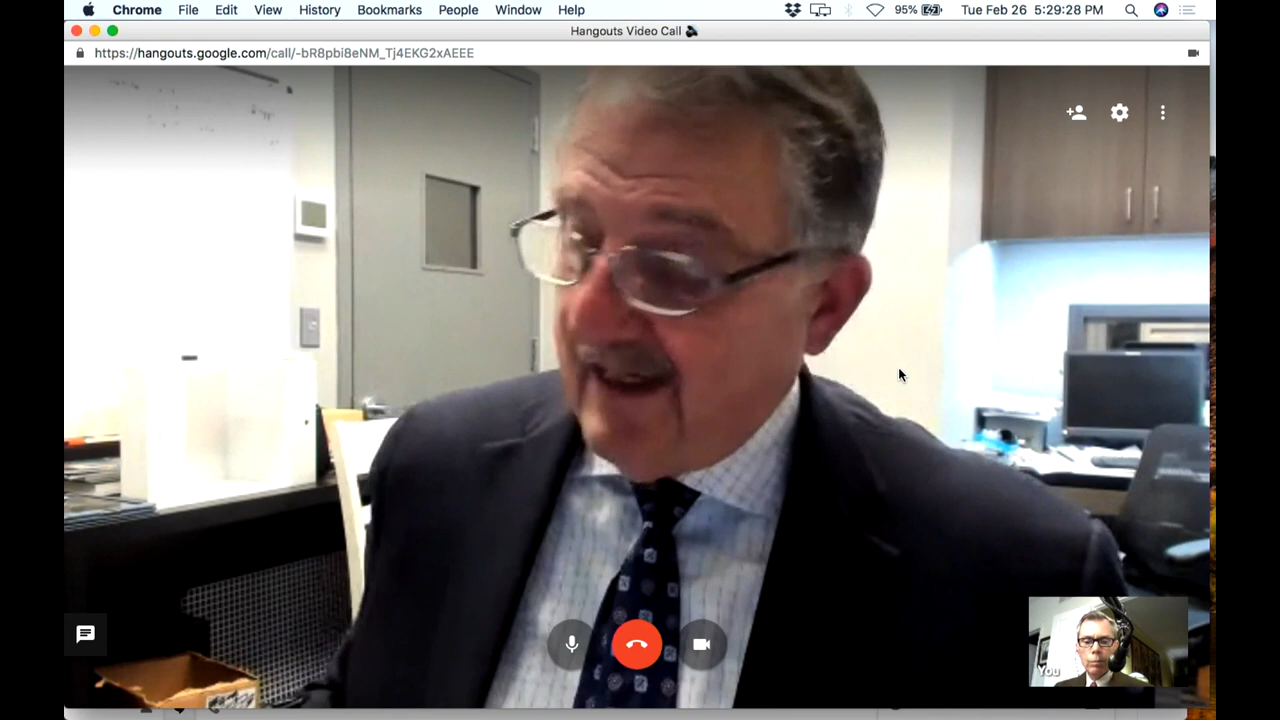 Chrome File Edit View History Bookmarks People Window Help 95% Tue Feb 26 5:29:28 PM
Hangouts Video Call
https://hangouts.google.com/call/-bR8pbi8eNM_Tj4EKG2xAEEE
You